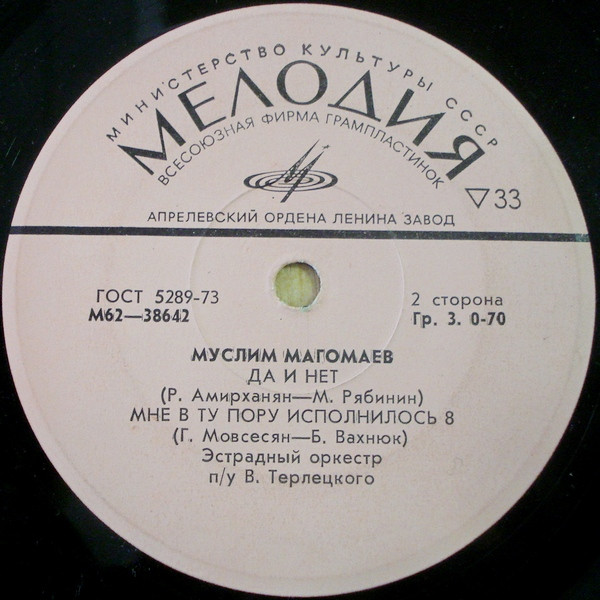 МИНИСТЕРСТВО КУЛЬТУРЫ СССР
МЕЛОДИЯ
ВСЕСОЮЗНАЯ ФИРМА ГРАМПЛАСТИНОК
▽33
АПРЕЛЕВСКИЙ ОРДЕНА ЛЕНИНА ЗАВОД
ГОСТ 5289-73
М62—38642
2 сторона
Гр. 3. 0-70
МУСЛИМ МАГОМАЕВ
ДА И НЕТ
(Р. Амирханян—М. Рябинин)
МНЕ В ТУ ПОРУ ИСПОЛНИЛОСЬ 8
(Г. Мовсесян—Б. Вахнюк)
Эстрадный оркестр
п/у В. Терлецкого